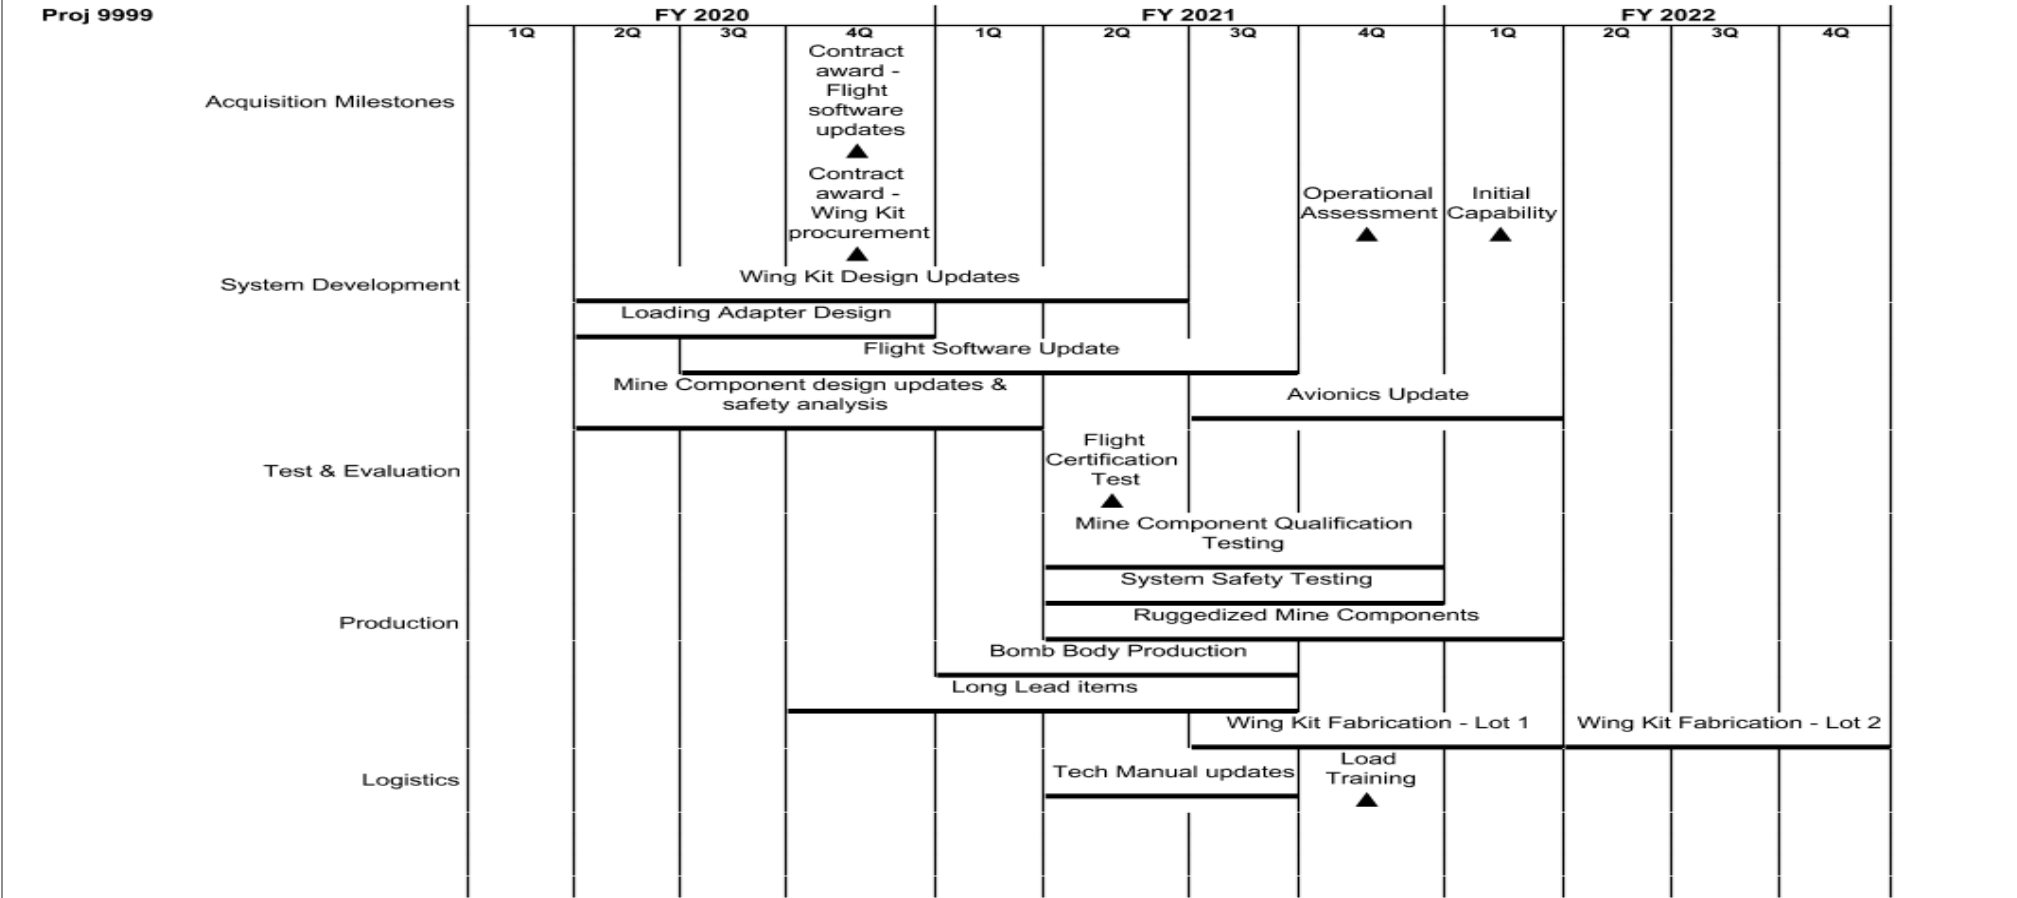 Proj 9999
FY 2020
FY 2021
FY 2022
1Q 2Q 3Q 4Q 1Q 2Q 3Q 4Q 1Q 2Q 3Q 4Q
Acquisition Milestones
Contract
award -
Flight
software
updates
Contract
award -
Wing Kit
procurement
Operational
Assessment
Initial
Capability
System Development
Wing Kit Design Updates
Loading Adapter Design
Flight Software Update
Mine Component design updates &
safety analysis
Avionics Update
Test & Evaluation
Flight
Certification
Test
Mine Component Qualification
Testing
System Safety Testing
Production
Ruggedized Mine Components
Bomb Body Production
Long Lead items
Wing Kit Fabrication - Lot 1
Wing Kit Fabrication - Lot 2
Logistics
Tech Manual updates
Load
Training